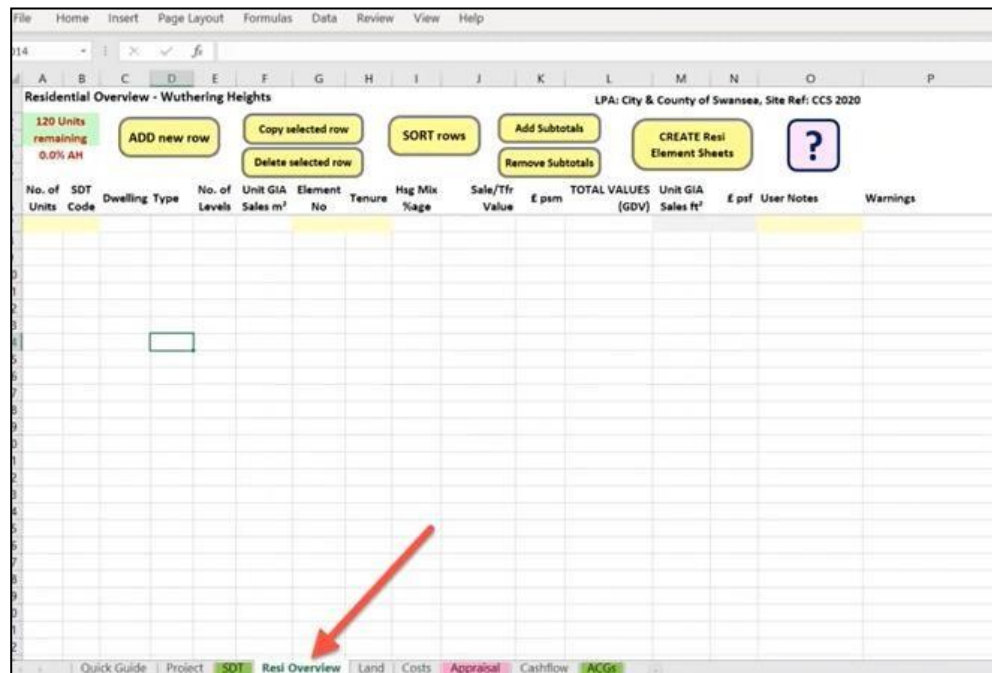 File Home Insert Page Layout Formulas Data Review View Help
014 fx
A B C D E F G H I J K L M N O P
Residential Overview - Wuthering Heights LPA: City & County of Swansea, Site Ref: CCS 2020
120 Units remaining
0.0% AH
ADD new row
Copy selected row
Delete selected row
SORT rows
Add Subtotals
Remove Subtotals
CREATE Resi Element Sheets
?
No. of Units SDT Code Dwelling Type No. of Levels Unit GIA Sales m² Element No Tenure Hsg Mix %age Sale/Tfr Value £ psm TOTAL VALUES (GDV) Unit GIA Sales ft² £ psf User Notes Warnings
Quick Guide Project SDT Resi Overview Land Costs Appraisal Cashflow ACGs